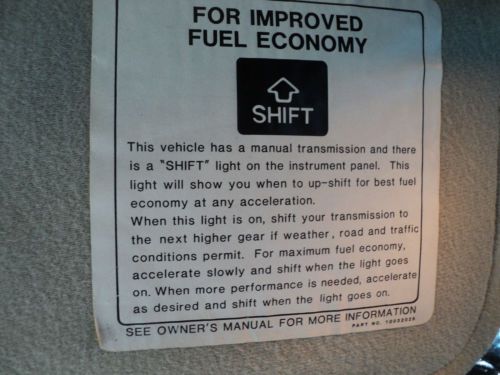 FOR IMPROVED
FUEL ECONOMY
SHIFT
This vehicle has a manual transmission and there
is a "SHIFT" light on the instrument panel. This
light will show you when to up-shift for best fuel
economy at any acceleration.
When this light is on, shift your transmission to
the next higher gear if weather, road and traffic
conditions permit. For maximum fuel economy,
accelerate slowly and shift when the light goes
on. When more performance is needed, accelerate
as desired and shift when the light goes on.
SEE OWNER'S MANUAL FOR MORE INFORMATION
PART NO.